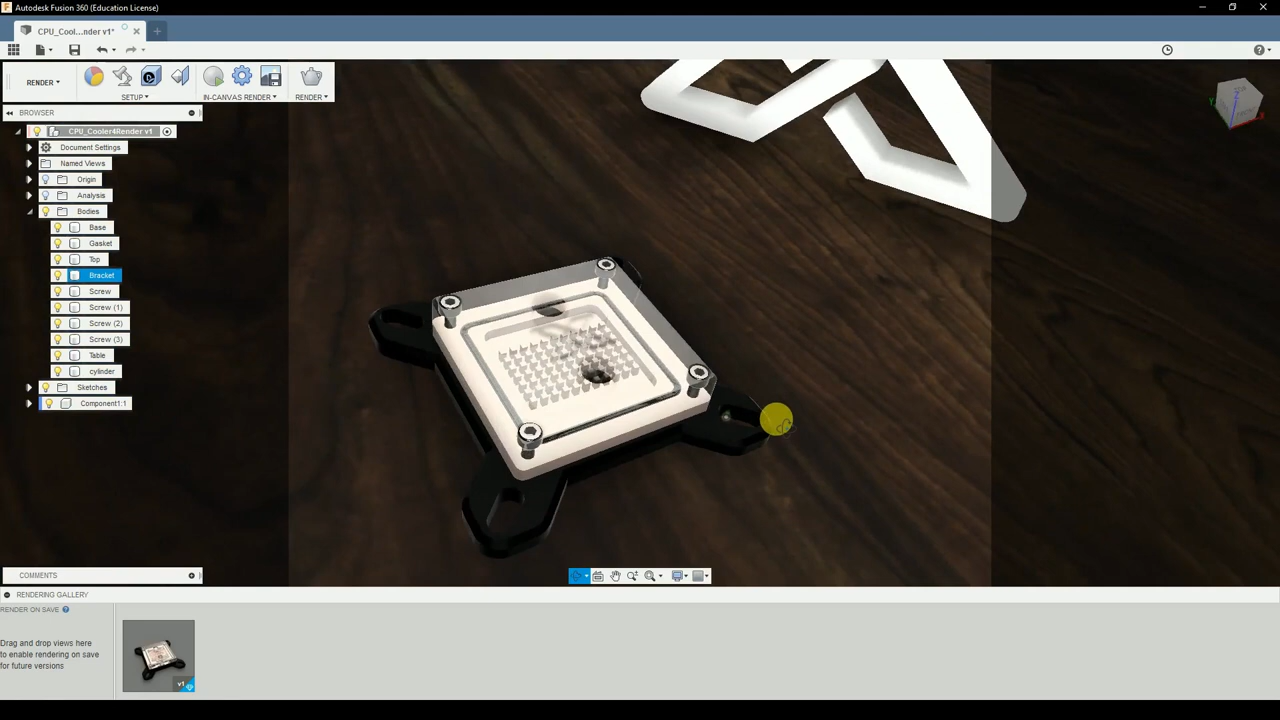 Autodesk Fusion 360 (Education License)
CPU_Cool...nder v1*
RENDER
SETUP
IN-CANVAS RENDER
RENDER
BROWSER
CPU_Cooler4Render v1
Document Settings
Named Views
Origin
Analysis
Bodies
Base
Gasket
Top
Bracket
Screw
Screw (1)
Screw (2)
Screw (3)
Table
cylinder
Sketches
Component1:1
COMMENTS
RENDERING GALLERY
RENDER ON SAVE
Drag and drop views here
to enable rendering on save
for future versions
v1